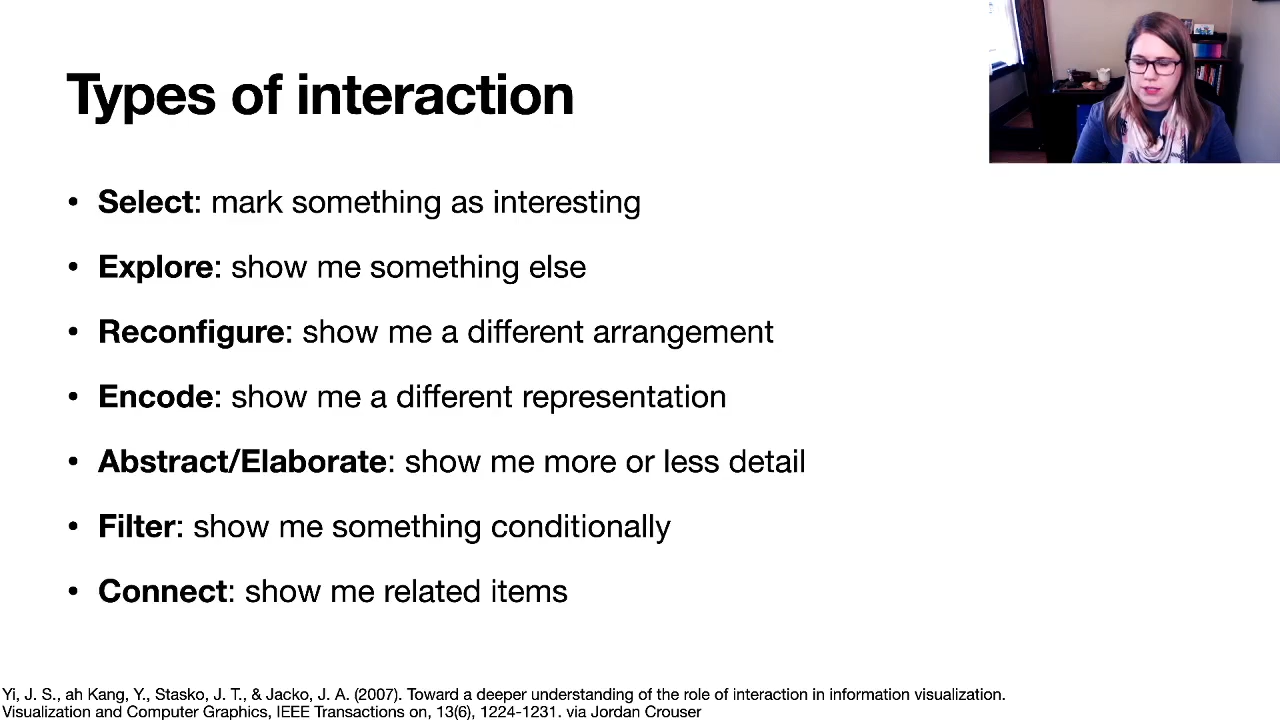 Types of interaction
• Select: mark something as interesting
• Explore: show me something else
• Reconfigure: show me a different arrangement
• Encode: show me a different representation
• Abstract/Elaborate: show me more or less detail
• Filter: show me something conditionally
• Connect: show me related items
Yi, J. S., ah Kang, Y., Stasko, J. T., & Jacko, J. A. (2007). Toward a deeper understanding of the role of interaction in information visualization.
Visualization and Computer Graphics, IEEE Transactions on, 13(6), 1224-1231. via Jordan Crouser